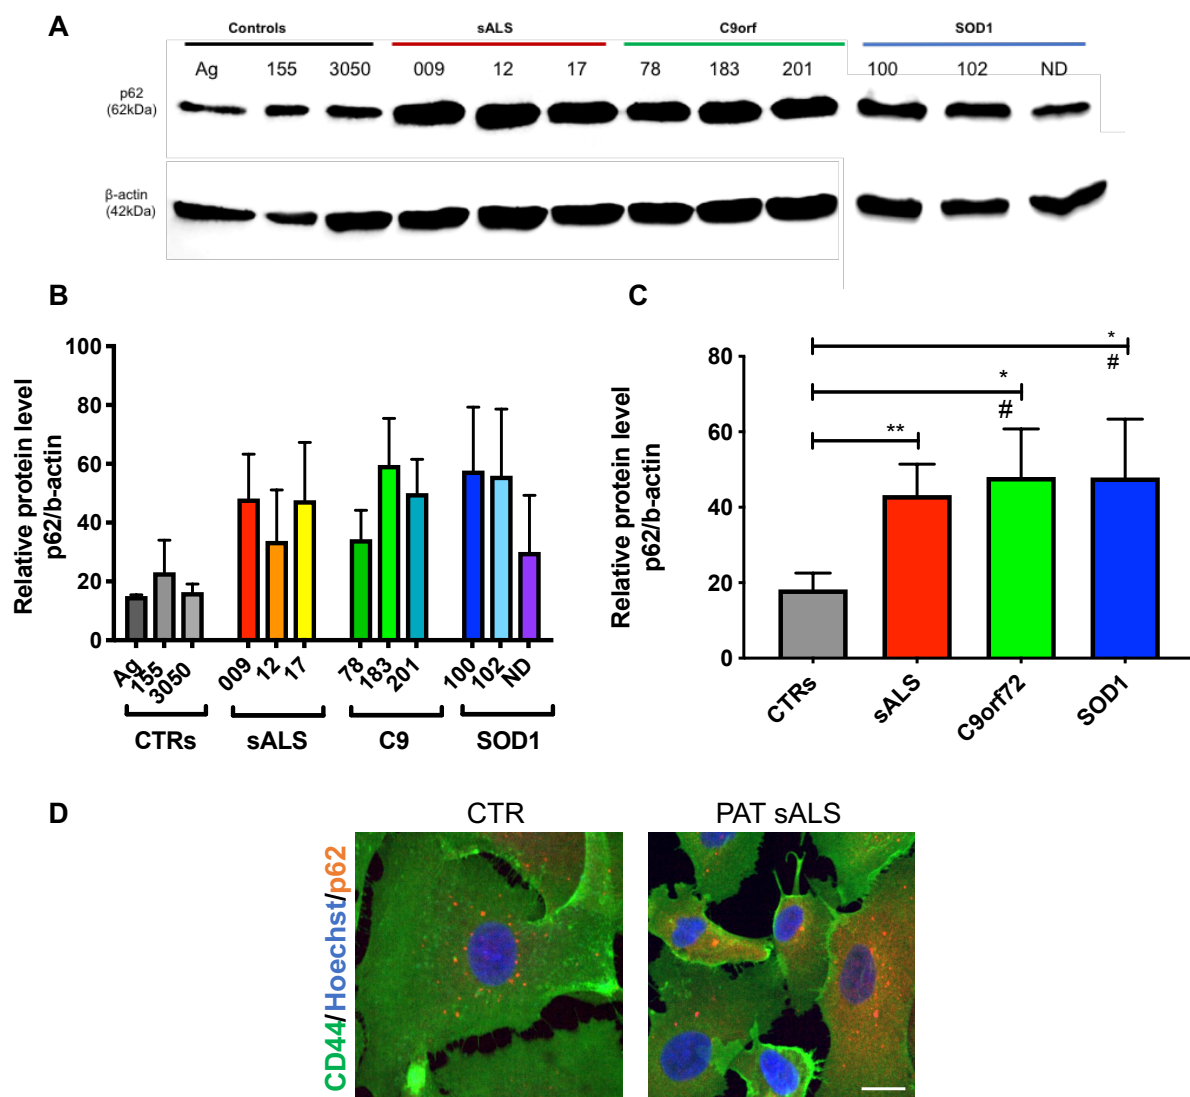 A
Controls sALS C9orf SOD1
Ag 155 3050 009 12 17 78 183 201 100 102 ND
p62
(62kDa)
β-actin
(42kDa)
B
Relative protein level
p62/b-actin
100
80
60
40
20
0
Ag 155 3050 009 12 17 78 183 201 100 102 ND
CTRs sALS C9 SOD1
C
Relative protein level
p62/b-actin
80
60
40
20
0
*
#
*
#
**
CTRs sALS C9orf72 SOD1
D
CTR PAT sALS
CD44/Hoechst/p62